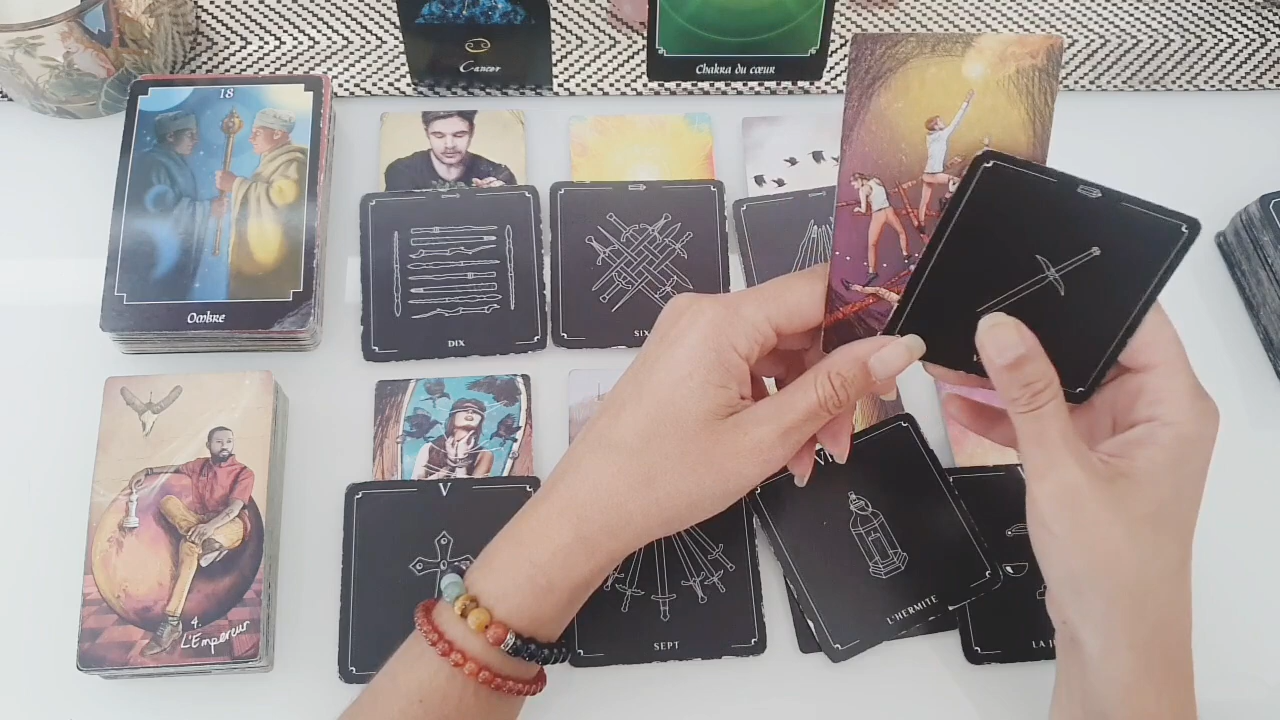 Cancer
Chakra du cœur
18
Ombre
DIX
SIX
4.
L'Empereur
V
SEPT
L'HERMITE